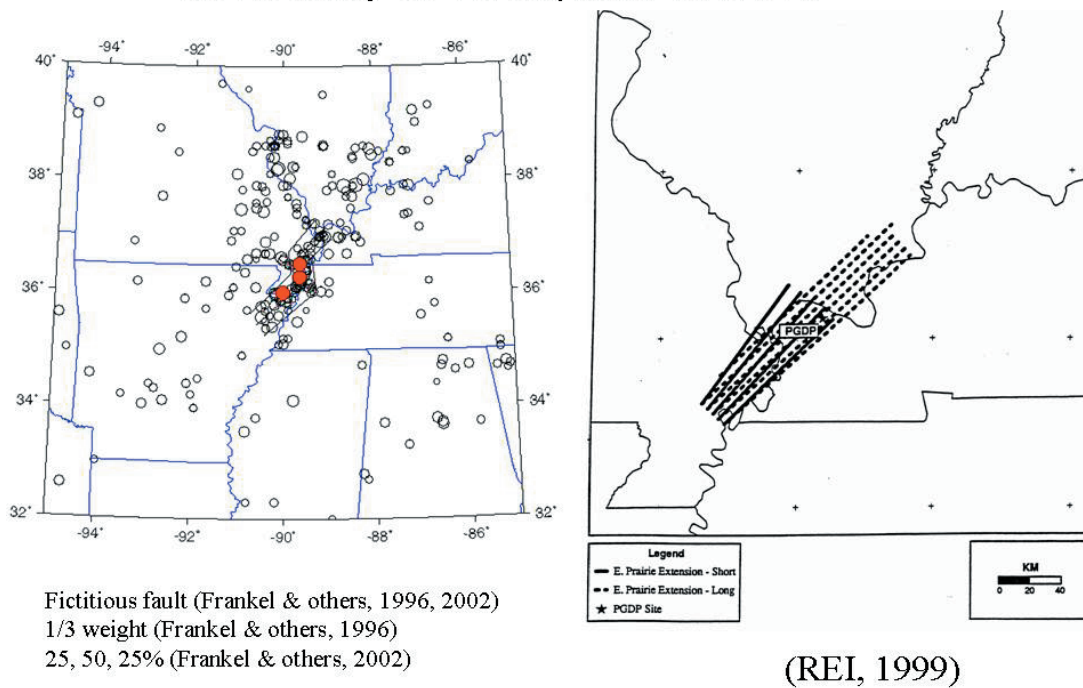 -90° -88° -86°
40° 40°
38° 38°
36° 36°
34° 34°
32° 32°
-94° -92° -90° -88° -86°
Fictitious fault (Frankel & others, 1996, 2002)
1/3 weight (Frankel & others, 1996)
25, 50, 25% (Frankel & others, 2002)
PGDP
Legend
E. Prairie Extension - Short
E. Prairie Extension - Long
PGDP Site
KM
0 20 40
(REI, 1999)